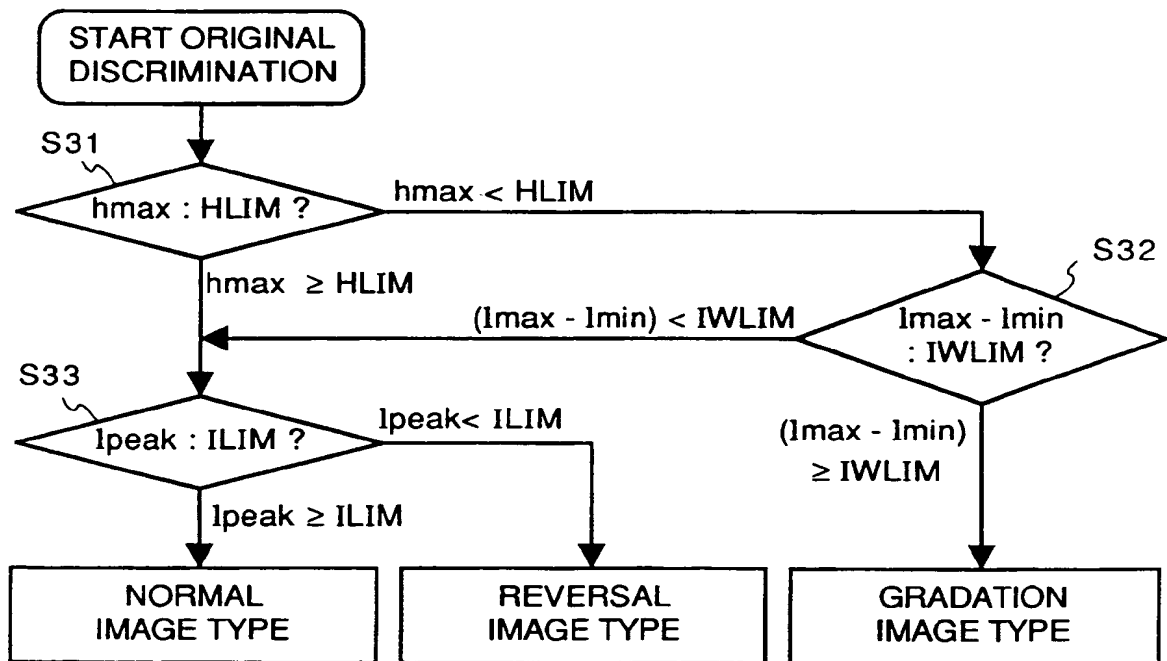 START ORIGINAL
DISCRIMINATION
S31
hmax : HLIM ?
hmax < HLIM
hmax ≥ HLIM
S32
lmax - lmin
: IWLIM ?
(lmax - lmin) < IWLIM
(lmax - lmin)
≥ IWLIM
S33
lpeak : ILIM ?
lpeak< ILIM
lpeak ≥ ILIM
NORMAL
IMAGE TYPE
REVERSAL
IMAGE TYPE
GRADATION
IMAGE TYPE